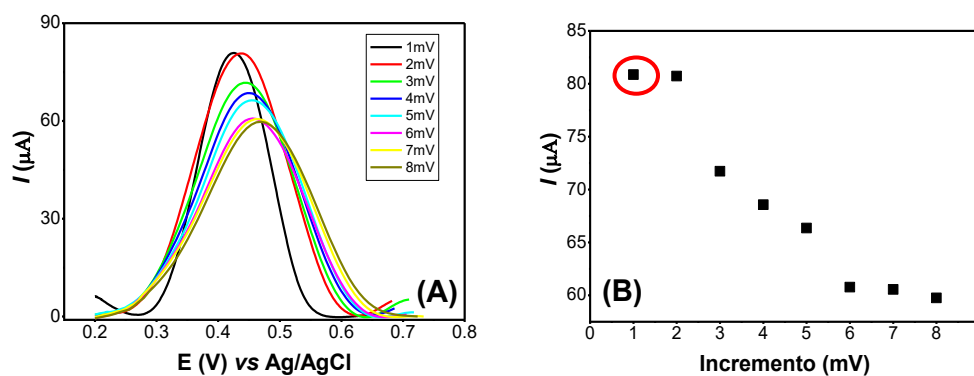 90
60
30
0
I (µA)
1mV
2mV
3mV
4mV
5mV
6mV
7mV
8mV
(A)
0.2 0.3 0.4 0.5 0.6 0.7 0.8
E (V) vs Ag/AgCl
85
80
75
70
65
60
I (µA)
(B)
0 1 2 3 4 5 6 7 8
Incremento (mV)